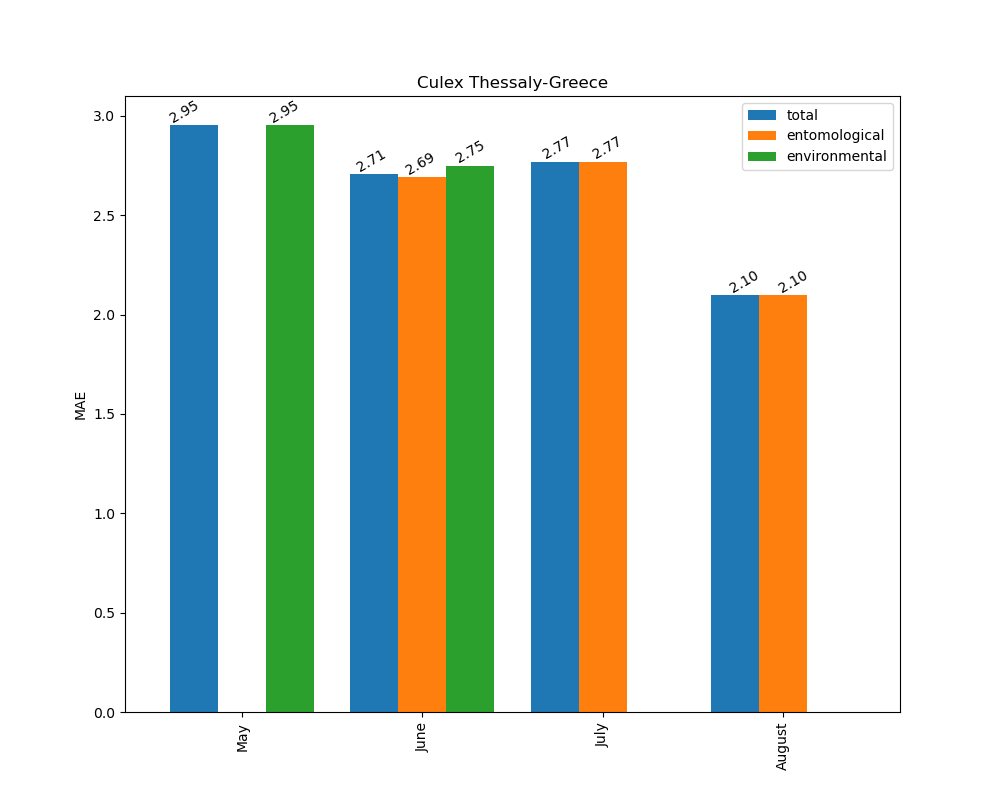 Culex Thessaly-Greece
total
entomological
environmental
2.95
2.95
2.71
2.69
2.75
2.77
2.77
2.10
2.10
MAE
3.0
2.5
2.0
1.5
1.0
0.5
0.0
May
June
July
August